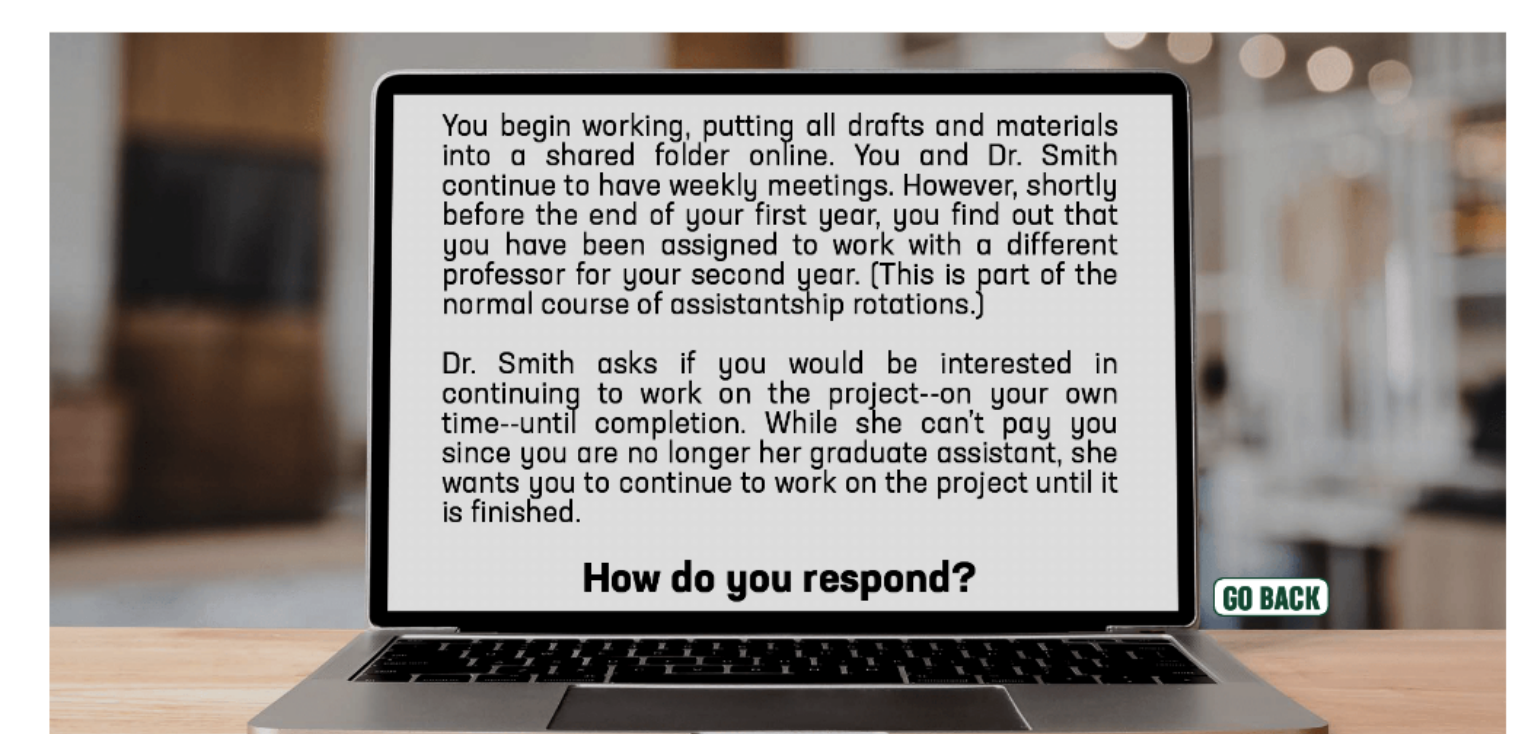 You begin working, putting all drafts and materials
into a shared folder online. You and Dr. Smith
continue to have weekly meetings. However, shortly
before the end of your first year, you find out that
you have been assigned to work with a different
professor for your second year. (This is part of the
normal course of assistantship rotations.)
Dr. Smith asks if you would be interested in
continuing to work on the project--on your own
time--until completion. While she can't pay you
since you are no longer her graduate assistant, she
wants you to continue to work on the project until it
is finished.
How do you respond?
GO BACK